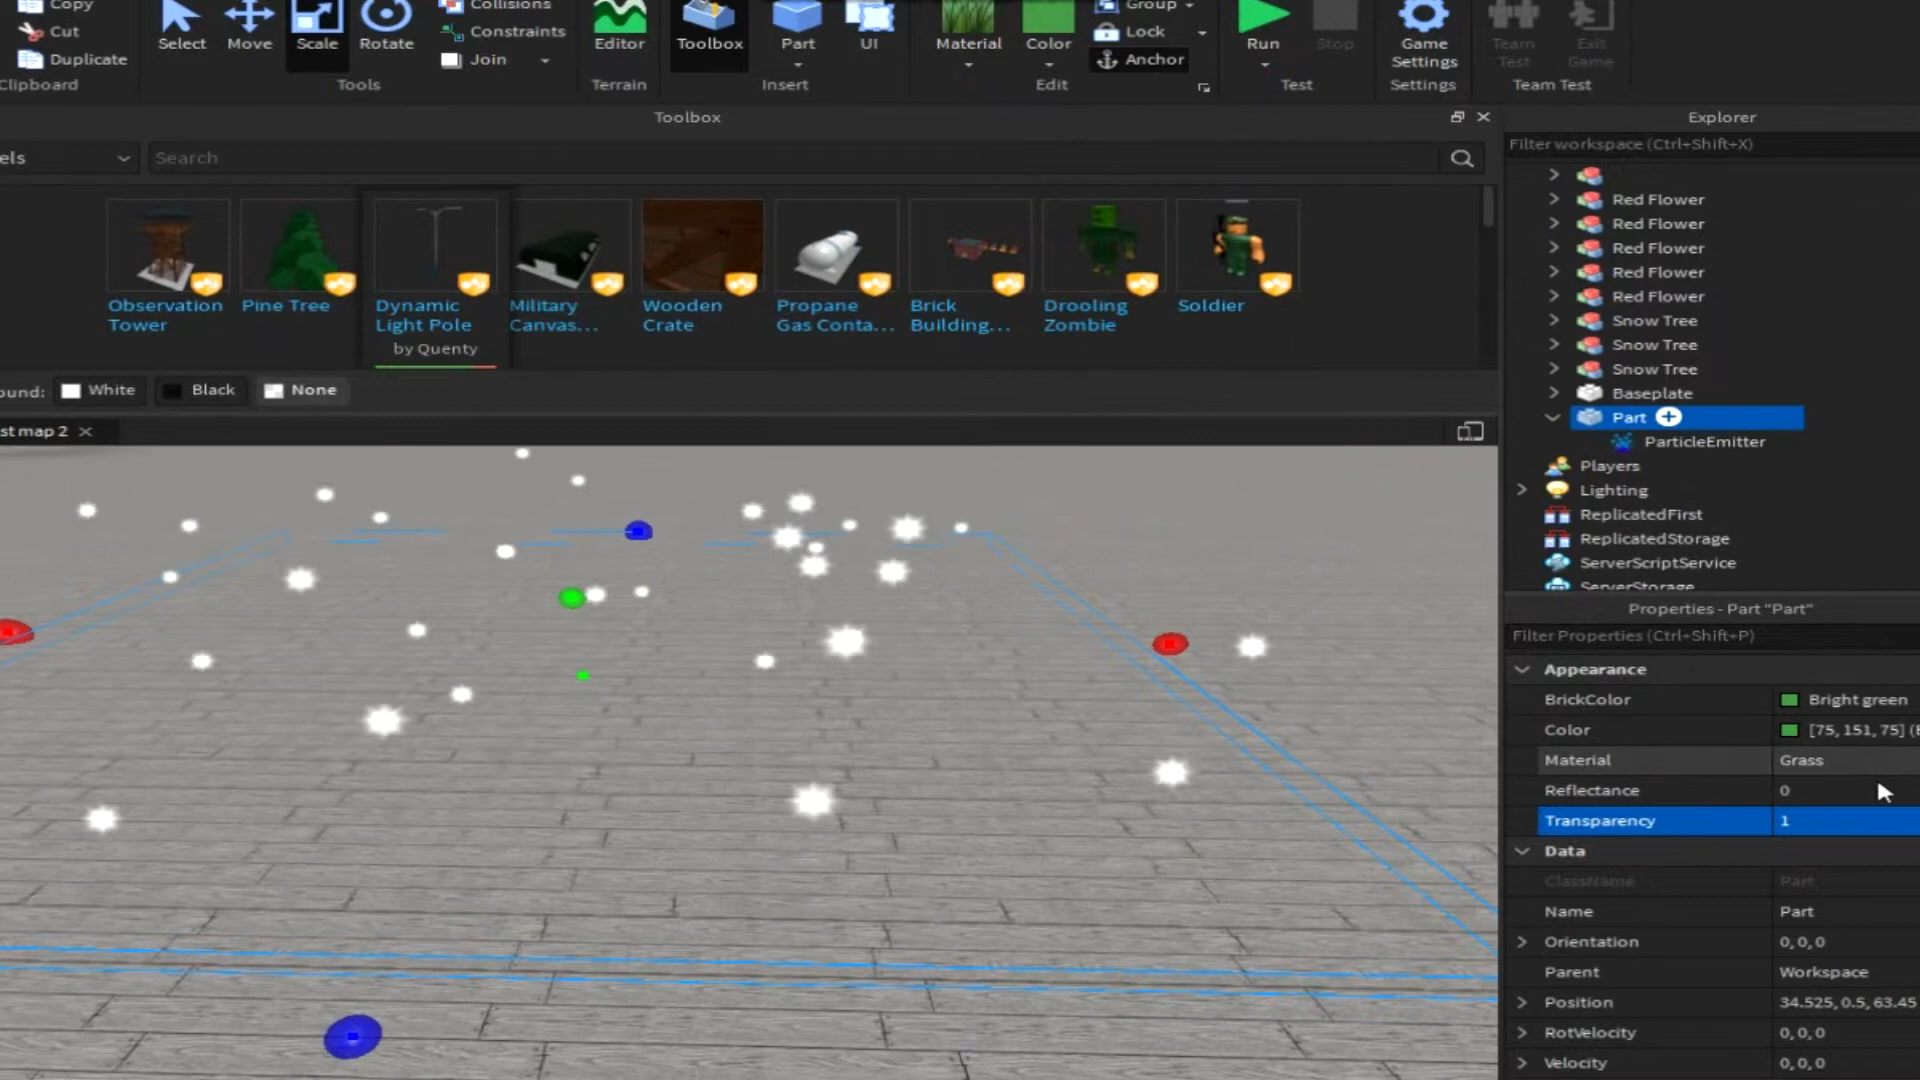 Copy
Cut
Duplicate
Clipboard
Select
Move
Scale
Rotate
Collisions
Constraints
Join
Tools
Editor
Terrain
Toolbox
Part
UI
Insert
Material
Color
Group
Lock
Anchor
Edit
Run
Stop
Test
Game
Settings
Settings
Team
Test
Exit
Game
Team Test
Toolbox
els
Search
Observation
Tower
Pine Tree
Dynamic
Light Pole
by Quenty
Military
Canvas...
Wooden
Crate
Propane
Gas Conta...
Brick
Building...
Drooling
Zombie
Soldier
ound:
White
Black
None
st map 2
Explorer
Filter workspace (Ctrl+Shift+X)
Red Flower
Red Flower
Red Flower
Red Flower
Red Flower
Snow Tree
Snow Tree
Snow Tree
Baseplate
Part
ParticleEmitter
Players
Lighting
ReplicatedFirst
ReplicatedStorage
ServerScriptService
ServerStorage
Properties - Part "Part"
Filter Properties (Ctrl+Shift+P)
Appearance
BrickColor Bright green
Color [75, 151, 75] (
Material Grass
Reflectance 0
Transparency 1
Data
ClassName Part
Name Part
Orientation 0, 0, 0
Parent Workspace
Position 34.525, 0.5, 63.45
RotVelocity 0, 0, 0
Velocity 0, 0, 0